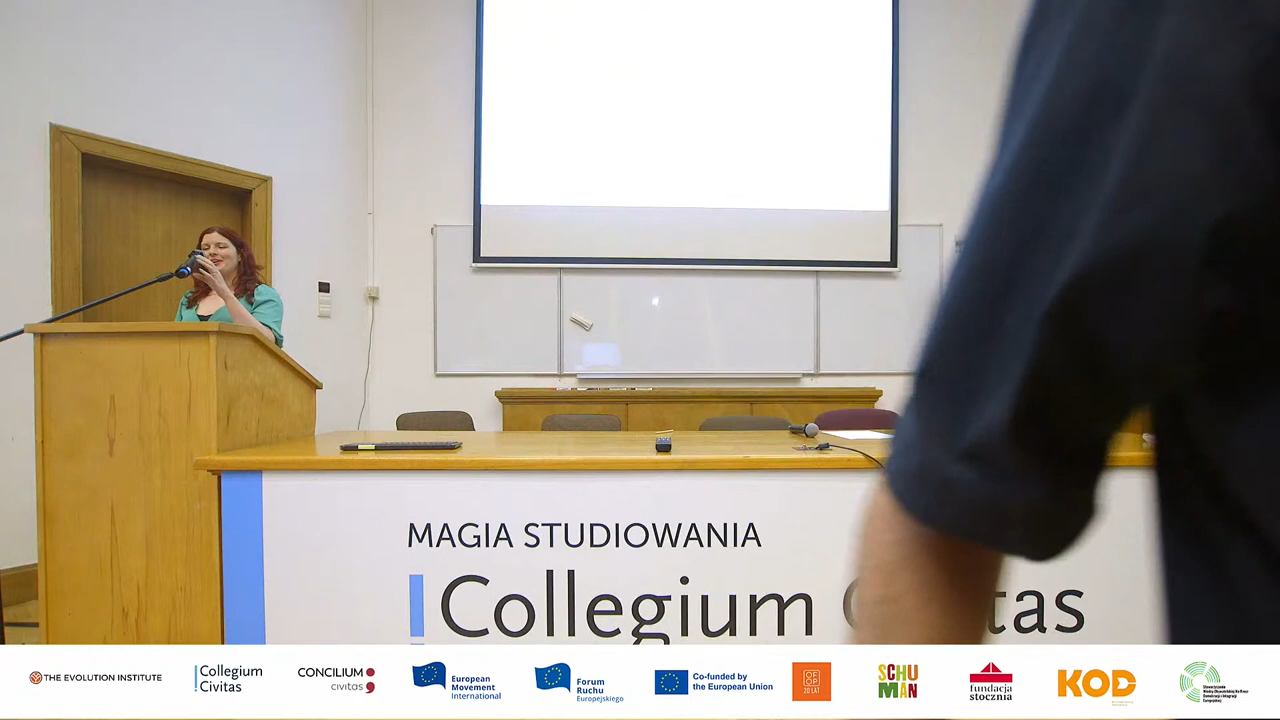 MAGIA STUDIOWANIA
Collegium Civitas
THE EVOLUTION INSTITUTE
Collegium
Civitas
CONCILIUM
civitas
European
Movement
International
Forum
Ruchu
Europejskiego
Co-funded by
the European Union
OF
OP
20 LAT
SCHU
MAN
fundacja
stocznia
KOD